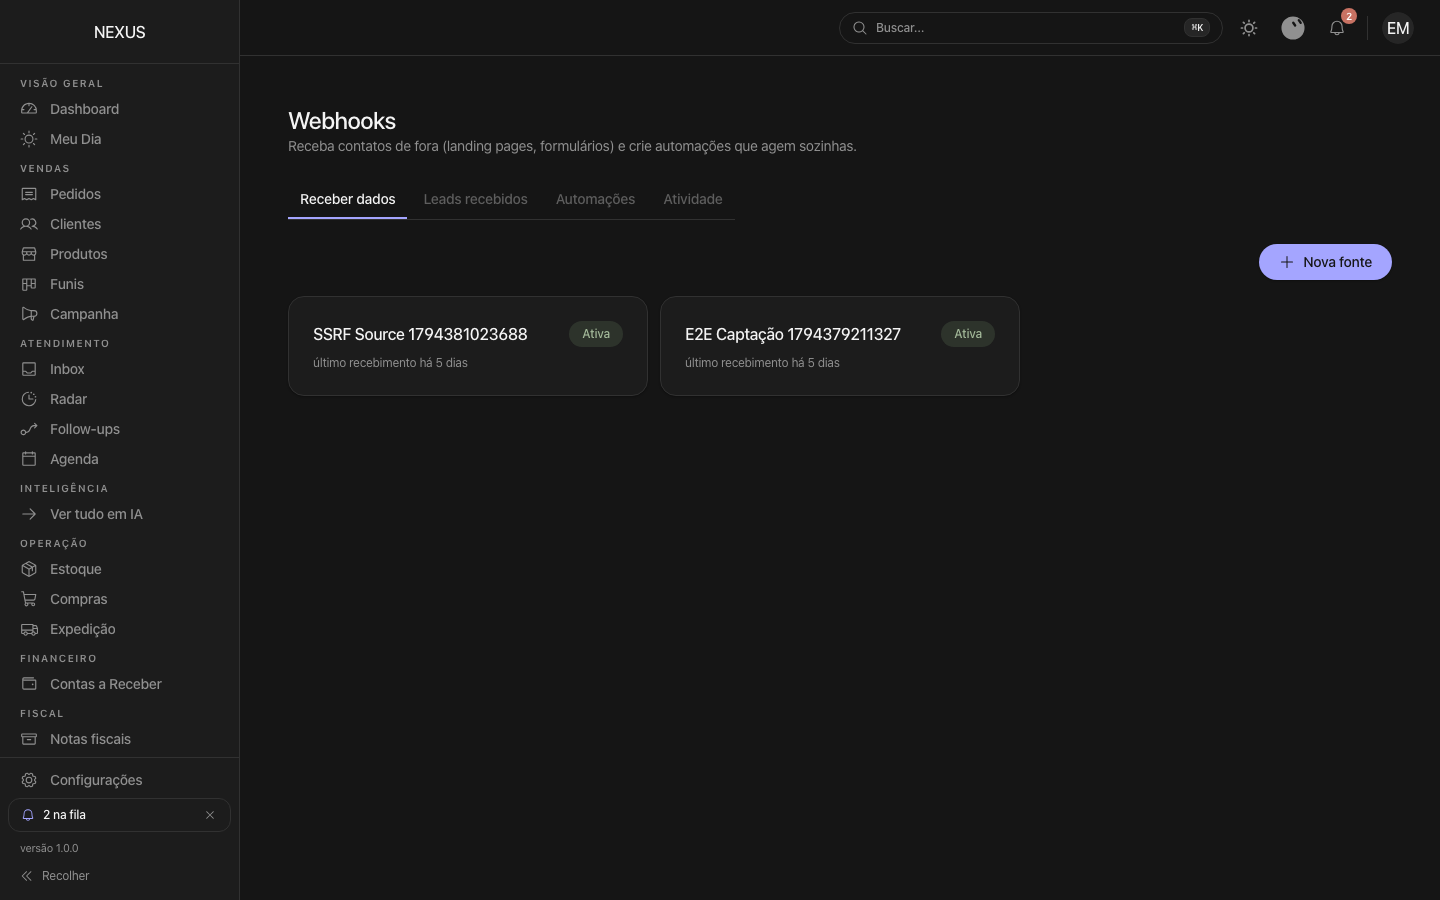 NEXUS
VISÃO GERAL
Dashboard
Meu Dia
VENDAS
Pedidos
Clientes
Produtos
Funis
Campanha
ATENDIMENTO
Inbox
Radar
Follow-ups
Agenda
INTELIGÊNCIA
Ver tudo em IA
OPERAÇÃO
Estoque
Compras
Expedição
FINANCEIRO
Contas a Receber
FISCAL
Notas fiscais
Configurações
2 na fila
versão 1.0.0
Recolher
Buscar... ⌘K
2
EM
Webhooks
Receba contatos de fora (landing pages, formulários) e crie automações que agem sozinhas.
Receber dados Leads recebidos Automações Atividade
Nova fonte
SSRF Source 1794381023688 Ativa
último recebimento há 5 dias
E2E Captação 1794379211327 Ativa
último recebimento há 5 dias